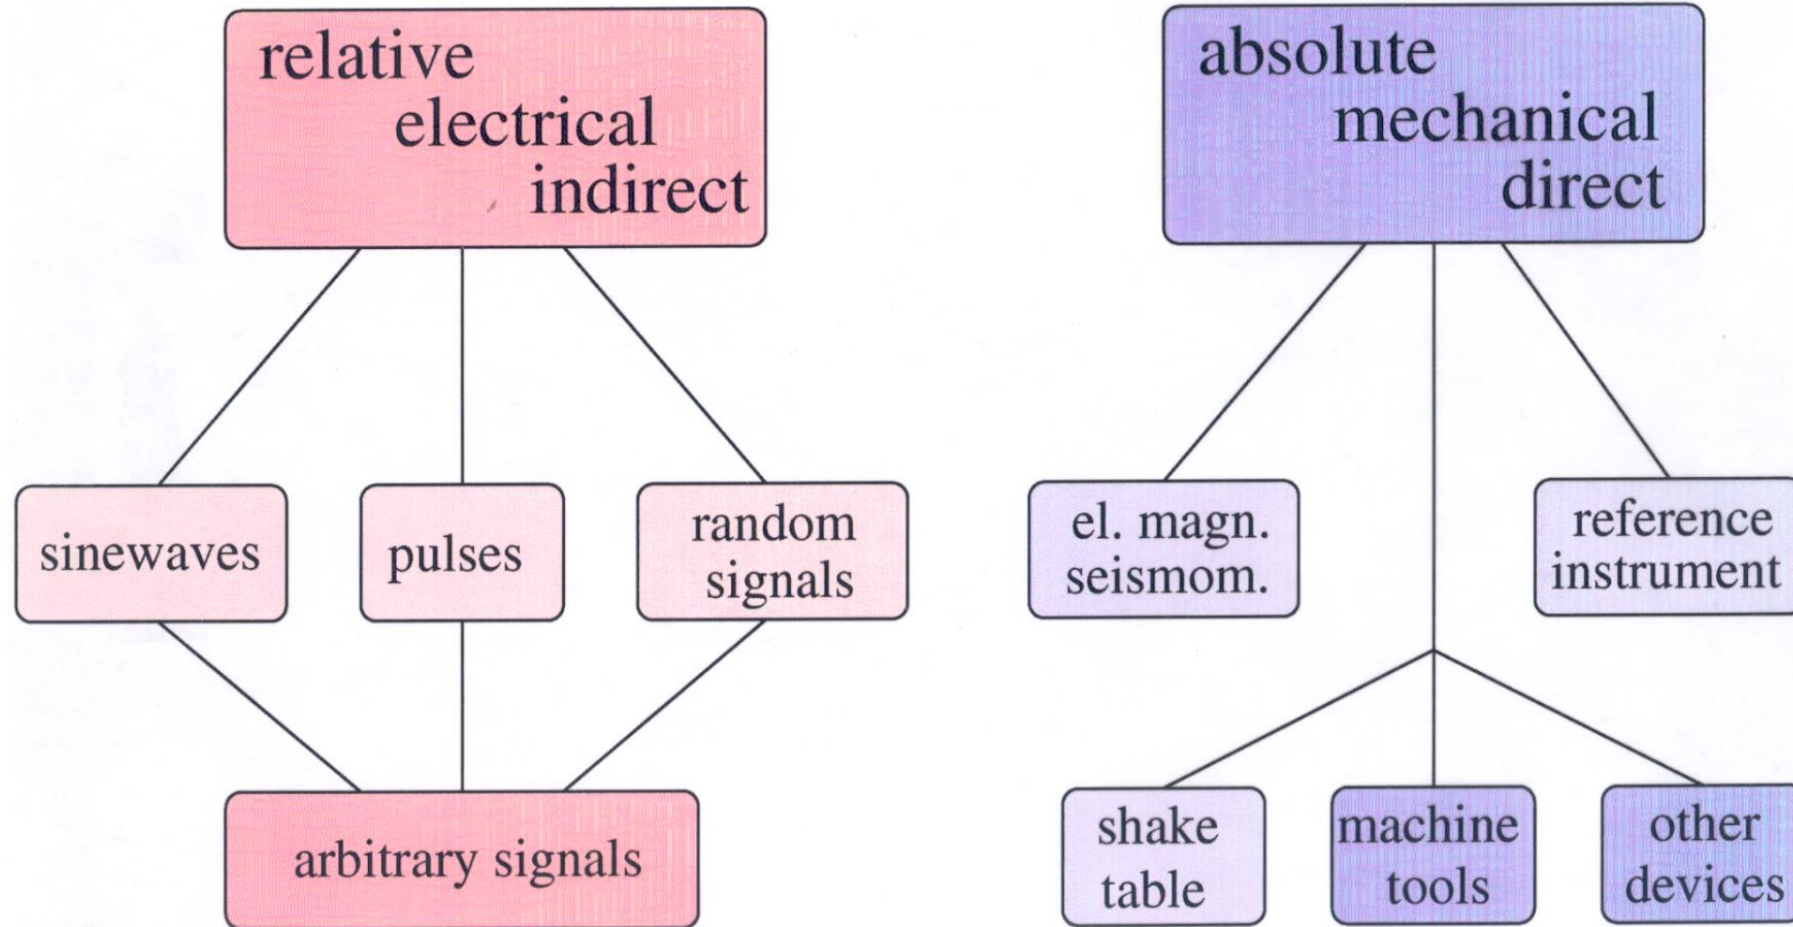 relative
electrical
indirect
absolute
mechanical
direct
sinewaves
pulses
random
signals
el. magn.
seismom.
reference
instrument
arbitrary signals
shake
table
machine
tools
other
devices